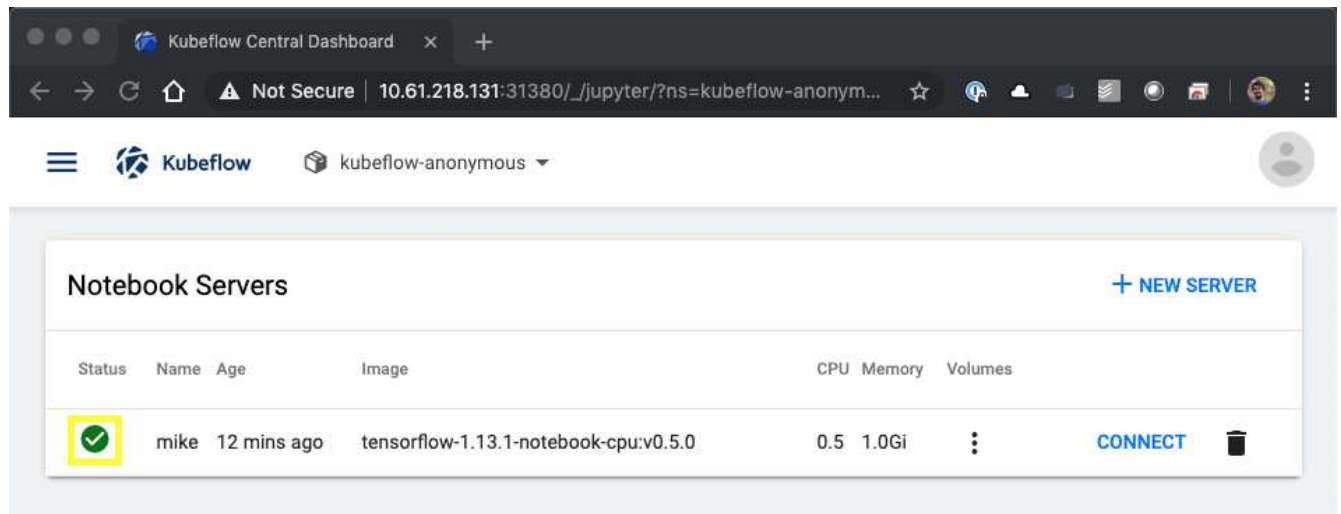 Kubeflow Central Dashboard
Not Secure | 10.61.218.131:31380/_/jupyter/?ns=kubeflow-anonym...
Kubeflow kubeflow-anonymous
Notebook Servers + NEW SERVER
Status Name Age Image CPU Memory Volumes
mike 12 mins ago tensorflow-1.13.1-notebook-cpu:v0.5.0 0.5 1.0Gi CONNECT